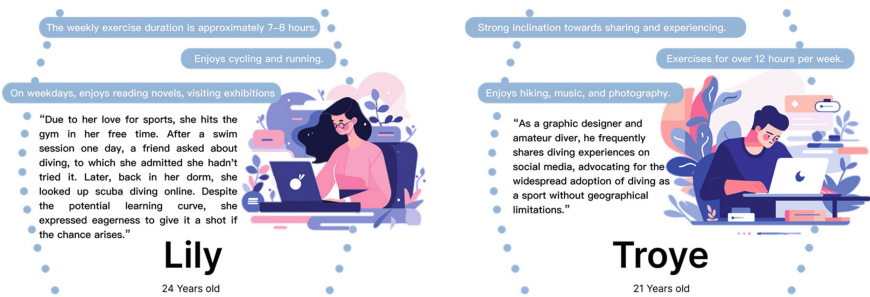 The weekly exercise duration is approximately 7–8 hours.
Enjoys cycling and running.
On weekdays, enjoys reading novels, visiting exhibitions
“Due to her love for sports, she hits the
gym in her free time. After a swim
session one day, a friend asked about
diving, to which she admitted she hadn’t
tried it. Later, back in her dorm, she
looked up scuba diving online. Despite
the potential learning curve, she
expressed eagerness to give it a shot if
the chance arises.”
Lily
24 Years old
Strong inclination towards sharing and experiencing.
Exercises for over 12 hours per week.
Enjoys hiking, music, and photography.
“As a graphic designer and
amateur diver, he frequently
shares diving experiences on
social media, advocating for the
widespread adoption of diving as
a sport without geographical
limitations.”
Troye
21 Years old